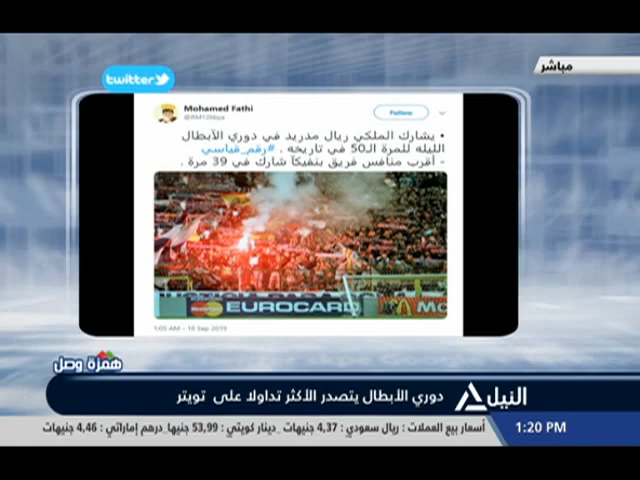 مباشر
twitter
Mohamed Fathi
Follow
• يشارك الملكي ريال مدريد في دوري الأبطال
الليله للمرة الـ50 في تاريخه . #رقم_قياسي
- أقرب منافس فريق بنفيكا شارك في 39 مرة .
MasterCard EUROCARD M
1:05 AM - 18 Sep 2019
همزة وصل
دوري الأبطال يتصدر الأكثر تداولا على تويتر
النيل
أسعار بيع العملات : ريال سعودي : 4,37 جنيهات _دينار كويتي : 53,99 جنيها_درهم إماراتي : 4,46 جنيهات
1:20 PM